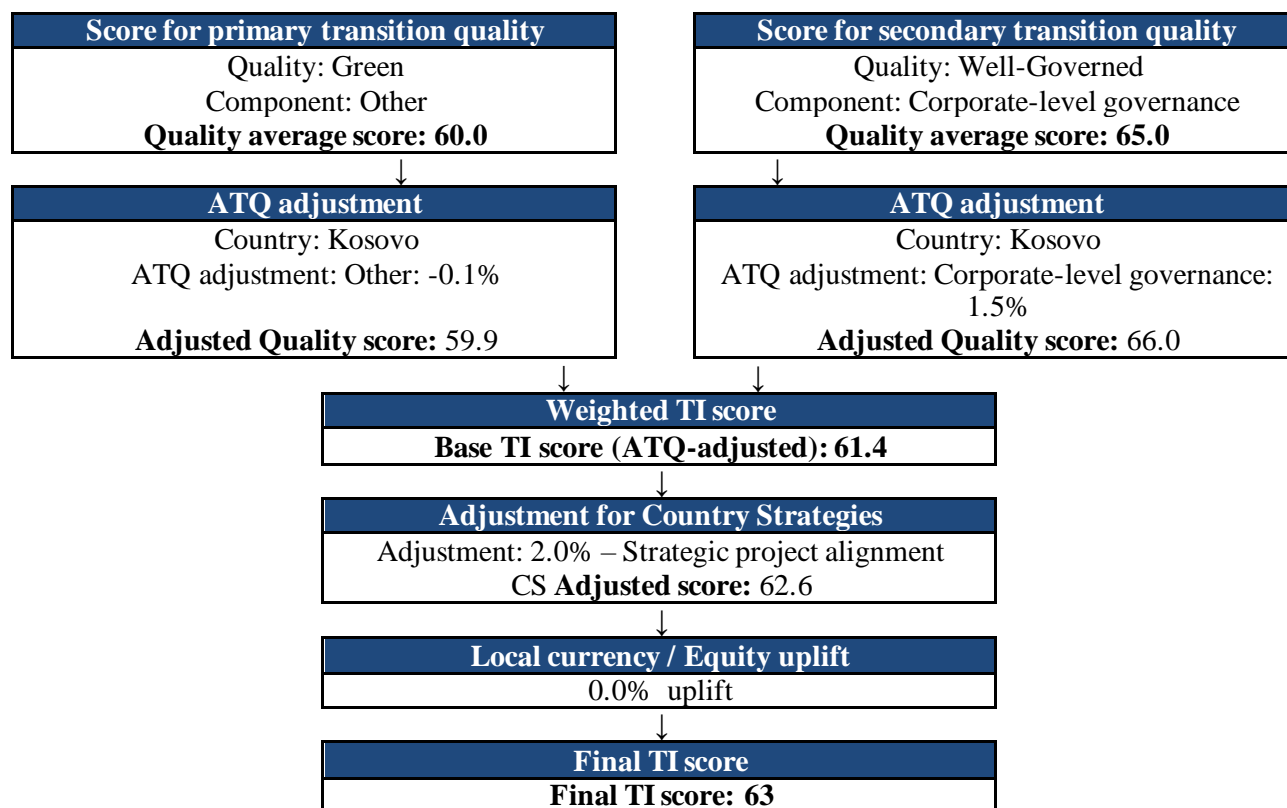 Score for primary transition quality
Quality: Green
Component: Other
Quality average score: 60.0
↓
ATQ adjustment
Country: Kosovo
ATQ adjustment: Other: -0.1%
Adjusted Quality score: 59.9
↓
Score for secondary transition quality
Quality: Well-Governed
Component: Corporate-level governance
Quality average score: 65.0
↓
ATQ adjustment
Country: Kosovo
ATQ adjustment: Corporate-level governance:
1.5%
Adjusted Quality score: 66.0
↓
Weighted TI score
Base TI score (ATQ-adjusted): 61.4
↓
Adjustment for Country Strategies
Adjustment: 2.0% – Strategic project alignment
CS Adjusted score: 62.6
↓
Local currency / Equity uplift
0.0% uplift
↓
Final TI score
Final TI score: 63